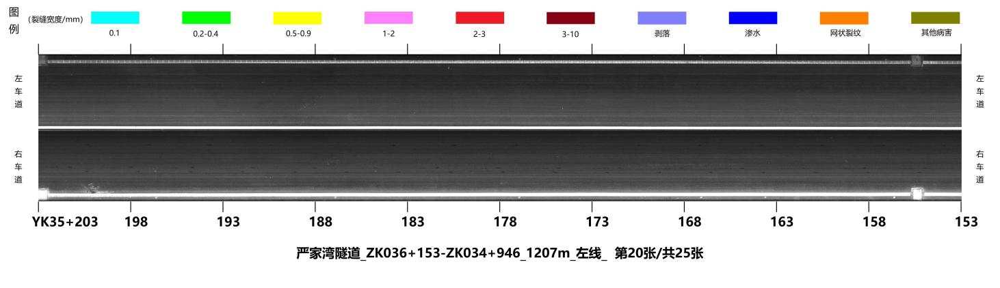 图例
(裂缝宽度/mm)
0.1
0.2-0.4
0.5-0.9
1-2
2-3
3-10
剥落
渗水
网状裂纹
其他病害
左车道
左车道
右车道
右车道
YK35+203 198 193 188 183 178 173 168 163 158 153
严家湾隧道_ZK036+153-ZK034+946_1207m_左线_ 第20张/共25张